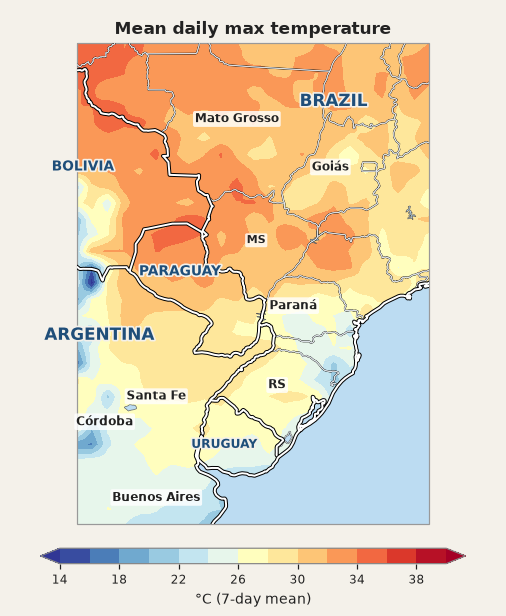 Mean daily max temperature
BRAZIL
Mato Grosso
BOLIVIA
Goiás
MS
PARAGUAY
Paraná
ARGENTINA
RS
Santa Fe
Córdoba
URUGUAY
Buenos Aires
14 18 22 26 30 34 38
°C (7-day mean)